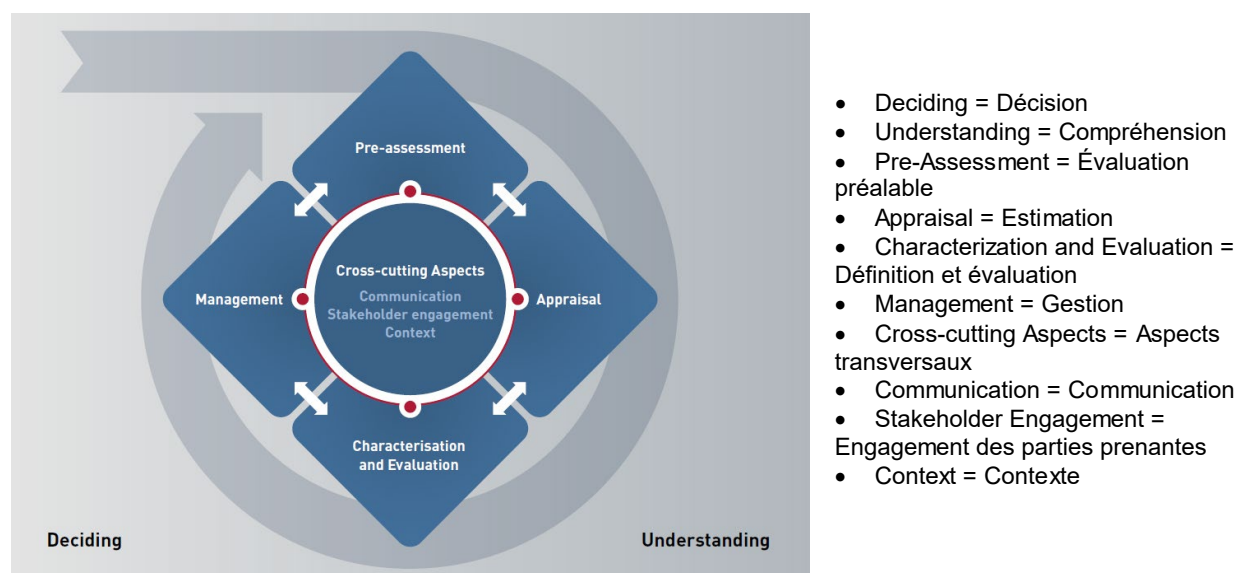 Pre-assessment
Cross-cutting Aspects
Communication
Stakeholder engagement
Context
Management
Appraisal
Characterisation
and Evaluation
Deciding
Understanding
• Deciding = Décision
• Understanding = Compréhension
• Pre-Assessment = Évaluation
préalable
• Appraisal = Estimation
• Characterization and Evaluation =
Définition et évaluation
• Management = Gestion
• Cross-cutting Aspects = Aspects
transversaux
• Communication = Communication
• Stakeholder Engagement =
Engagement des parties prenantes
• Context = Contexte